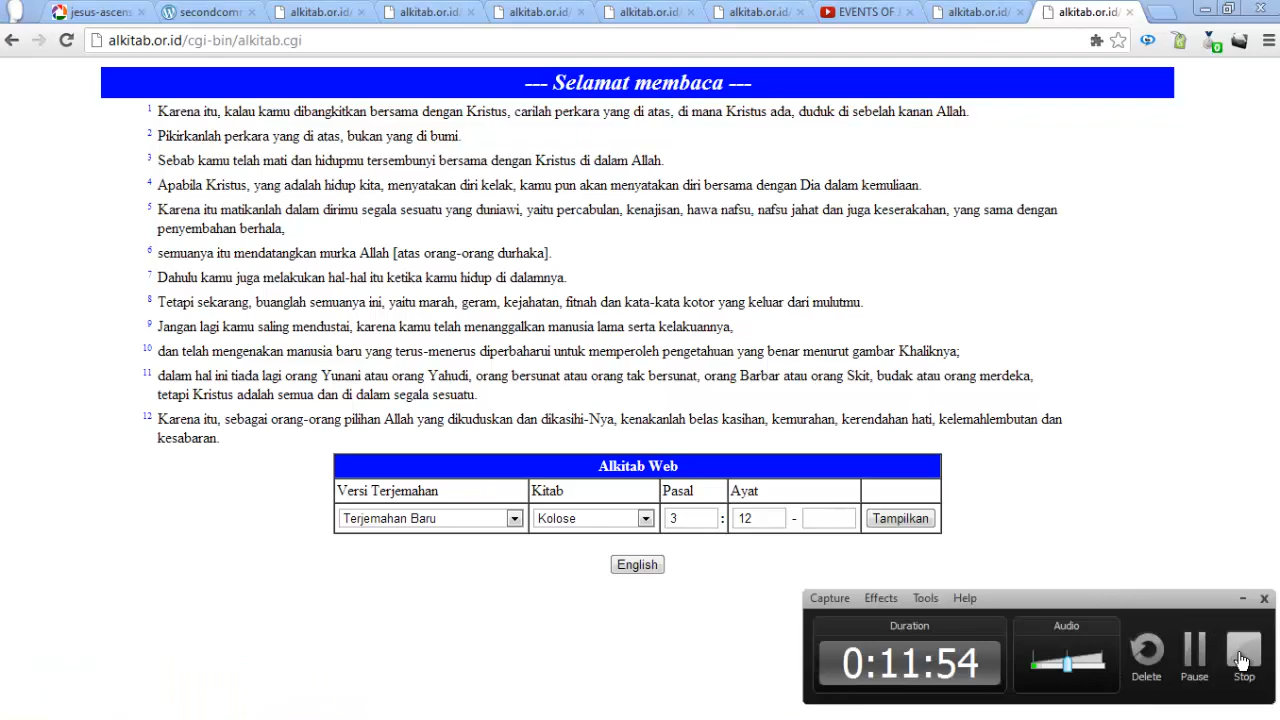 jesus-ascens
secondcom
alkitab.or.id/
alkitab.or.id/
alkitab.or.id/
alkitab.or.id/
alkitab.or.id/
EVENTS OF
alkitab.or.id/
alkitab.or.id/
alkitab.or.id/cgi-bin/alkitab.cgi
--- Selamat membaca ---
1 Karena itu, kalau kamu dibangkitkan bersama dengan Kristus, carilah perkara yang di atas, di mana Kristus ada, duduk di sebelah kanan Allah.
2 Pikirkanlah perkara yang di atas, bukan yang di bumi.
3 Sebab kamu telah mati dan hidupmu tersembunyi bersama dengan Kristus di dalam Allah.
4 Apabila Kristus, yang adalah hidup kita, menyatakan diri kelak, kamu pun akan menyatakan diri bersama dengan Dia dalam kemuliaan.
5 Karena itu matikanlah dalam dirimu segala sesuatu yang duniawi, yaitu percabulan, kenajisan, hawa nafsu, nafsu jahat dan juga keserakahan, yang sama dengan
penyembahan berhala,
6 semuanya itu mendatangkan murka Allah [atas orang-orang durhaka].
7 Dahulu kamu juga melakukan hal-hal itu ketika kamu hidup di dalamnya.
8 Tetapi sekarang, buanglah semuanya ini, yaitu marah, geram, kejahatan, fitnah dan kata-kata kotor yang keluar dari mulutmu.
9 Jangan lagi kamu saling mendustai, karena kamu telah menanggalkan manusia lama serta kelakuannya,
10 dan telah mengenakan manusia baru yang terus-menerus diperbaharui untuk memperoleh pengetahuan yang benar menurut gambar Khaliknya;
11 dalam hal ini tiada lagi orang Yunani atau orang Yahudi, orang bersunat atau orang tak bersunat, orang Barbar atau orang Skit, budak atau orang merdeka,
tetapi Kristus adalah semua dan di dalam segala sesuatu.
12 Karena itu, sebagai orang-orang pilihan Allah yang dikuduskan dan dikasihi-Nya, kenakanlah belas kasihan, kemurahan, kerendahan hati, kelemahlembutan dan
kesabaran.
Alkitab Web
Versi Terjemahan Kitab Pasal Ayat
Terjemahan Baru Kolose 3 : 12 - Tampilkan
English
Capture Effects Tools Help
Duration Audio
0:11:54
Delete Pause Stop